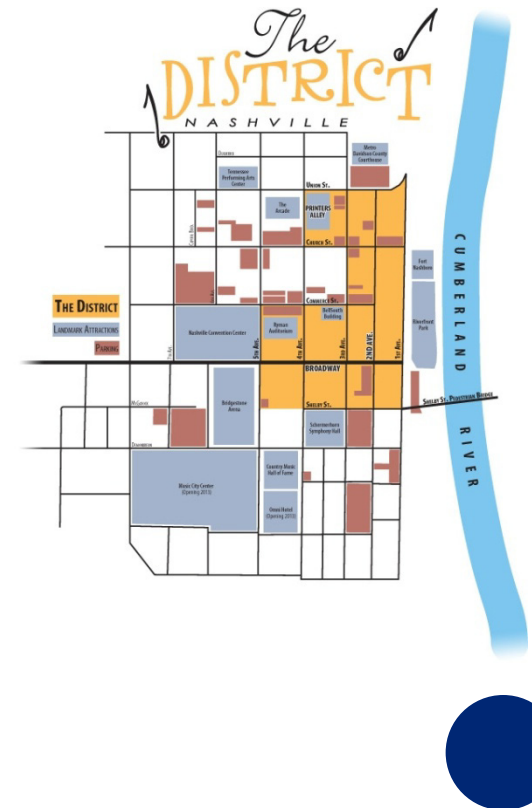 The
DISTRICT
NASHVILLE
Metro
Davidson County
Courthouse
Tennessee
Performing Arts
Center
Union St.
The
Arcade
Printers
Alley
Church St.
Fort
Nashborn
Commerce St.
The District
Landmark Attractions
Parking
Nashville Convention Center
Ryman
Auditorium
Building
Riverfront
Park
5th Ave.
4th Ave.
3rd Ave.
2nd Ave.
1st Ave.
Broadway
CUMBERLAND
RIVER
Shelby St. Pedestrian Bridge
Shelby St.
Bridgestone
Arena
Schermerhorn
Symphony Hall
Demonbreun
Music City Center
(Opening 2013)
Country Music
Hall of Fame
Omni Hotel
(Opening 2013)